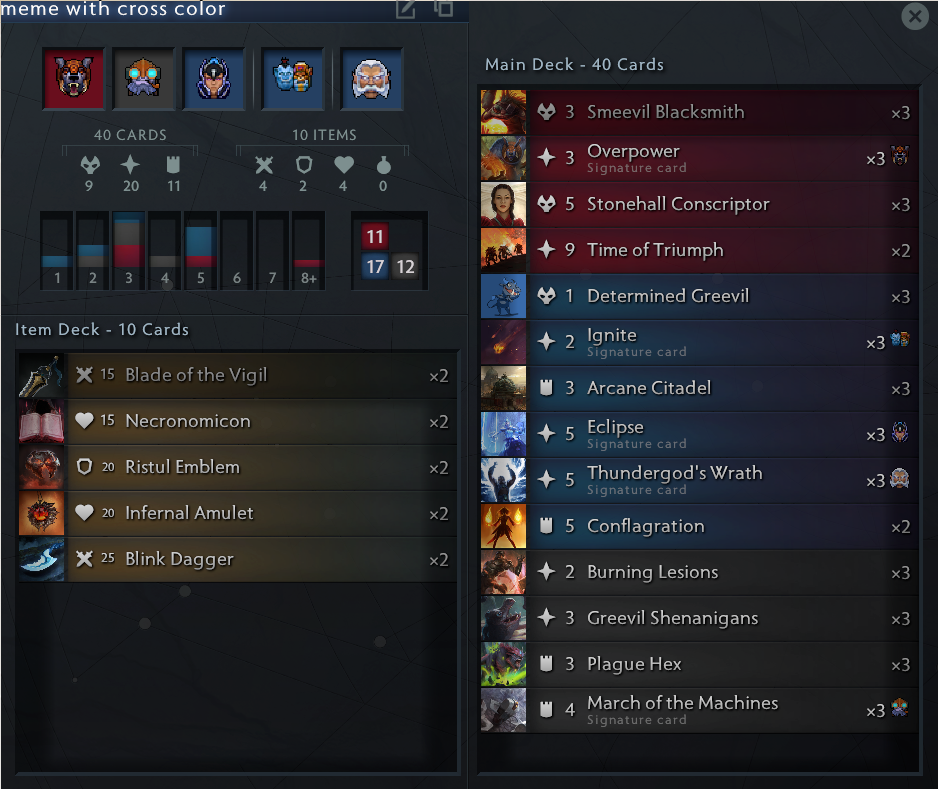 meme with cross color
40 CARDS
10 ITEMS
9 20 11
4 2 4 0
1 2 3 4 5 6 7 8+
11
17 12
Item Deck - 10 Cards
15 Blade of the Vigil ×2
15 Necronomicon ×2
20 Ristul Emblem ×2
20 Infernal Amulet ×2
25 Blink Dagger ×2
Main Deck - 40 Cards
3 Smeevil Blacksmith ×3
3 Overpower ×3
Signature card
5 Stonehall Conscriptor ×3
9 Time of Triumph ×2
1 Determined Greevil ×3
2 Ignite ×3
Signature card
3 Arcane Citadel ×3
5 Eclipse ×3
Signature card
5 Thundergod's Wrath ×3
Signature card
5 Conflagration ×2
2 Burning Lesions ×3
3 Greevil Shenanigans ×3
3 Plague Hex ×3
4 March of the Machines ×3
Signature card